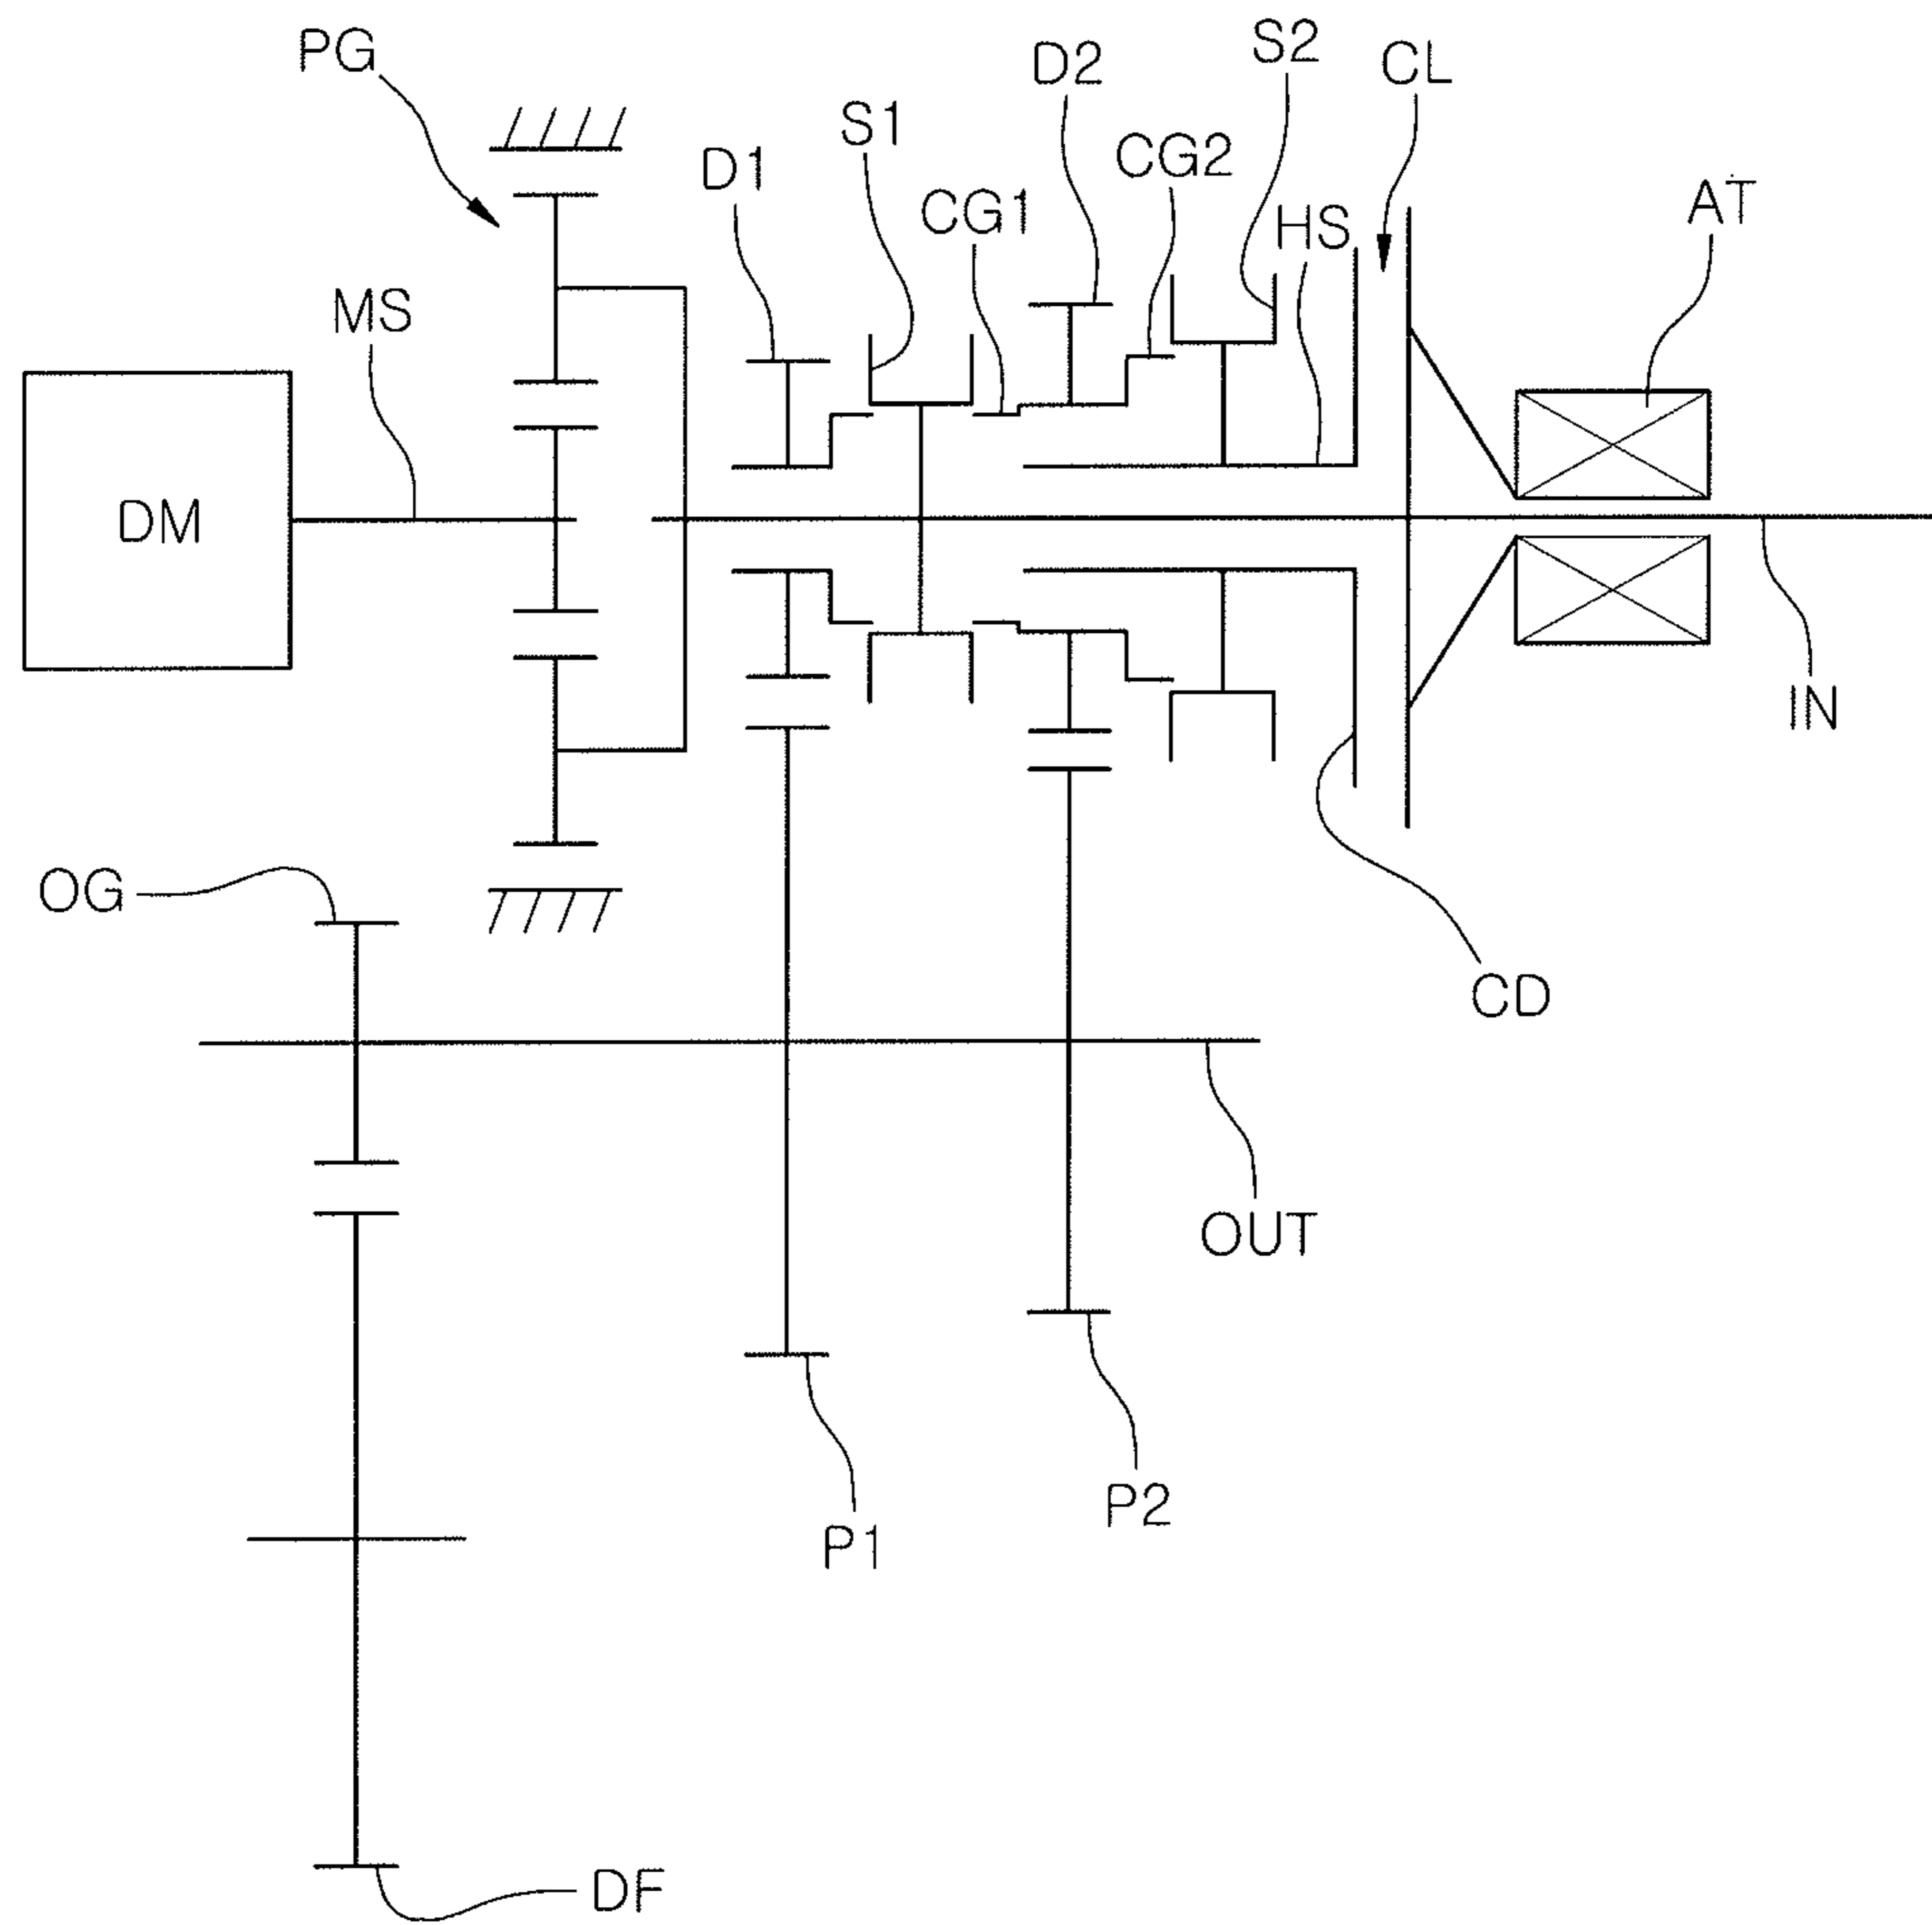 PG
D2
S2
CL
S1
D1
CG2
CG1
HS
AT
MS
DM
IN
OG
CD
OUT
P2
P1
DF